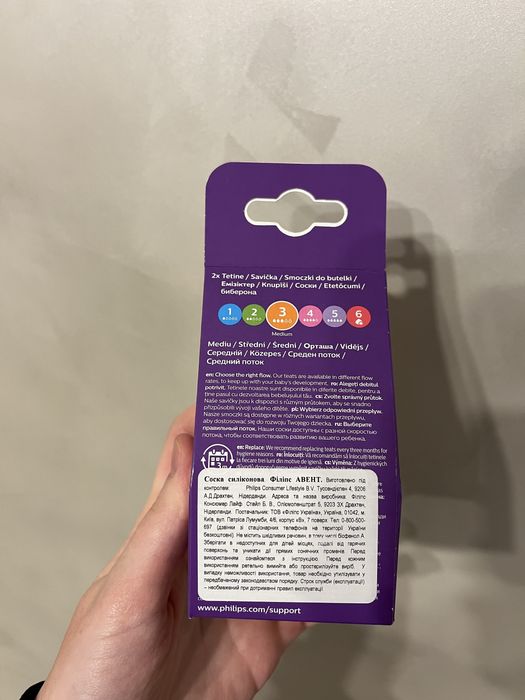 2x Tetine / Savička / Smoczki do butelki /
Емізіктер / Knupīši / Соски / Etetőcumi /
биберона
1 2 3 4 5 6
Medium
Mediu / Střední / Średni / Орташа / Vidējs /
Середній / Közepes / Среден поток /
Средний поток
en: Choose the right flow. Our teats are available in different flow
rates, to keep up with your baby's development. ro: Alegeți debitul
potrivit. Tetinele noastre sunt disponibile în diferite debite, pentru a
ține pasul cu dezvoltarea bebelușului tău. cs: Zvolte správný průtok.
Naše savičky jsou k dispozici s různým průtokem, aby se snadno
přizpůsobily vývoji vašeho dítěte. pl: Wybierz odpowiedni przepływ.
Nasze smoczki są dostępne w różnych wariantach przepływu,
aby dostosować się do rozwoju Twojego dziecka. ru: Выберите
правильный поток. Наши соски доступны с разной скоростью
потока, чтобы соответствовать развитию вашего ребенка.
en: Replace: We recommend replacing teats every three months for
hygiene reasons. ro: Înlocuiți: Vă recomandăm să înlocuiți tetinele
la fiecare trei luni din motive de igienă. cs: Výměna: Z hygienických
3m
Соска силіконова Філіпс АВЕНТ. Виготовлено під
контролем: Philips Consumer Lifestyle B.V. Туссендіепен 4, 9206
А.Д.Драхтен, Нідерданди. Адреса та назва виробника: Філіпс
Консюмер Лайф Стайл Б. В., Оліємоленштрат 5, 9203 ЗХ Драхтен,
Нідерланди. Постачальник: ТОВ «Філіпс Україна», Україна, 01042, м.
Київ, вул. Патріса Лумумби, 4/6, корпус «В», 7 поверх. Тел. 0-800-500-
697 (дзвінки зі стаціонарних телефонів на території України
безкоштовні). Не містить шкідливих речовин, в тому числі Бісфенол А.
Зберігати в недоступних для дітей місцях, подалі від гарячих
поверхонь та уникати дії прямих сонячних променів. Перед
використанням ознайомитися з інструкцією. Перед кожним
використанням ретельно вимийте або простерилізуйте виріб. У
випадку неможливості використання, товар необхідно утилізувати у
передбаченому законодавством порядку. Строк служби (експлуатації)
– необмежений при дотриманні правил експлуатації.
www.philips.com/support